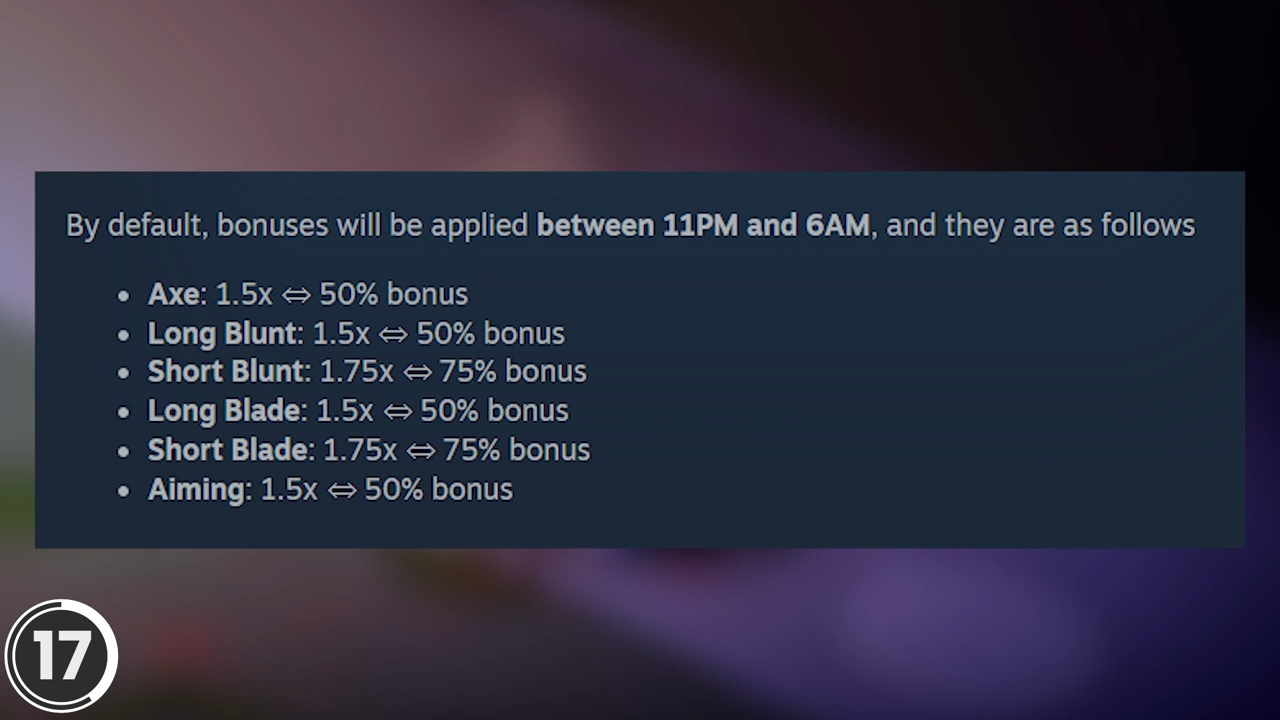 By default, bonuses will be applied between 11PM and 6AM, and they are as follows
• Axe: 1.5x ⇔ 50% bonus
• Long Blunt: 1.5x ⇔ 50% bonus
• Short Blunt: 1.75x ⇔ 75% bonus
• Long Blade: 1.5x ⇔ 50% bonus
• Short Blade: 1.75x ⇔ 75% bonus
• Aiming: 1.5x ⇔ 50% bonus
17